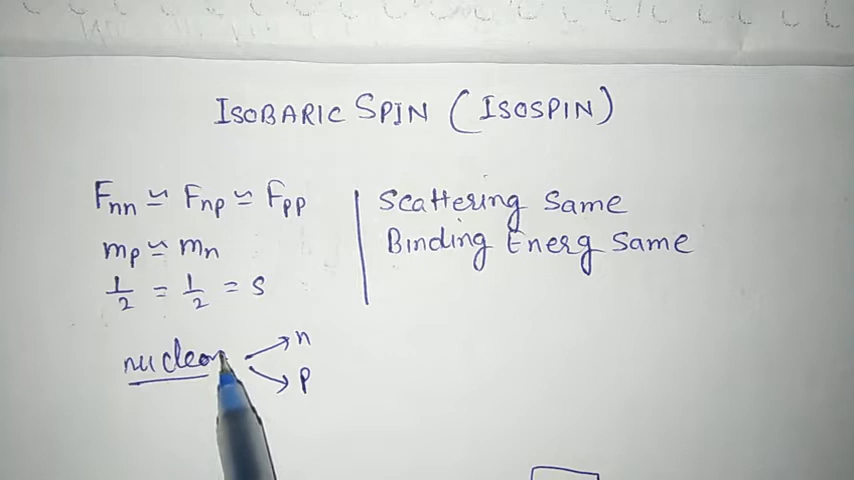 ISOBARIC SPIN (ISOSPIN)
Fnn ≃ Fnp ≃ Fpp
mp ≃ mn
1/2 = 1/2 = s
Scattering Same
Binding Energ Same
nucleon
n
p